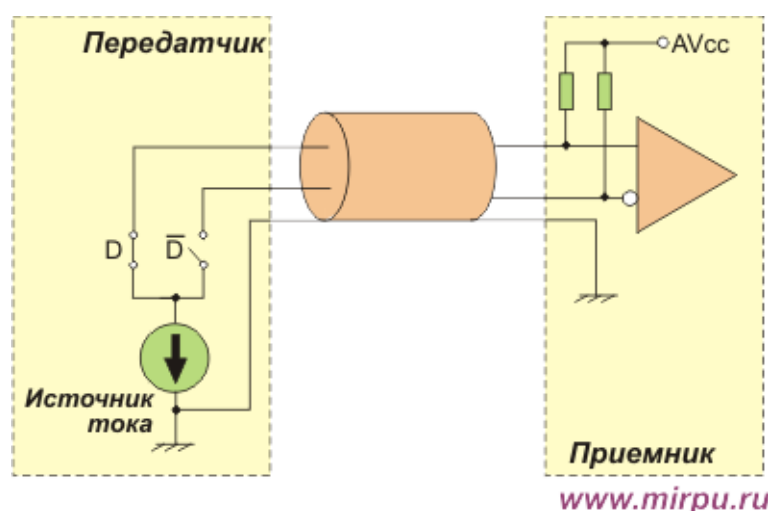 Передатчик
AVcc
D
D̅
Источник
тока
Приемник
www.mirpu.ru